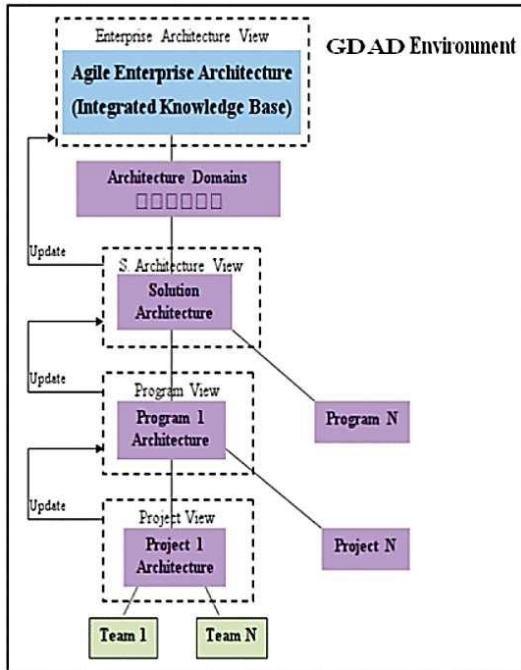 Enterprise Architecture View
GDAD Environment
Agile Enterprise Architecture
(Integrated Knowledge Base)
Architecture Domains
□□□□□□
Update
S. Architecture View
Solution
Architecture
Update
Program View
Program 1
Architecture
Program N
Update
Project View
Project 1
Architecture
Project N
Team 1
Team N